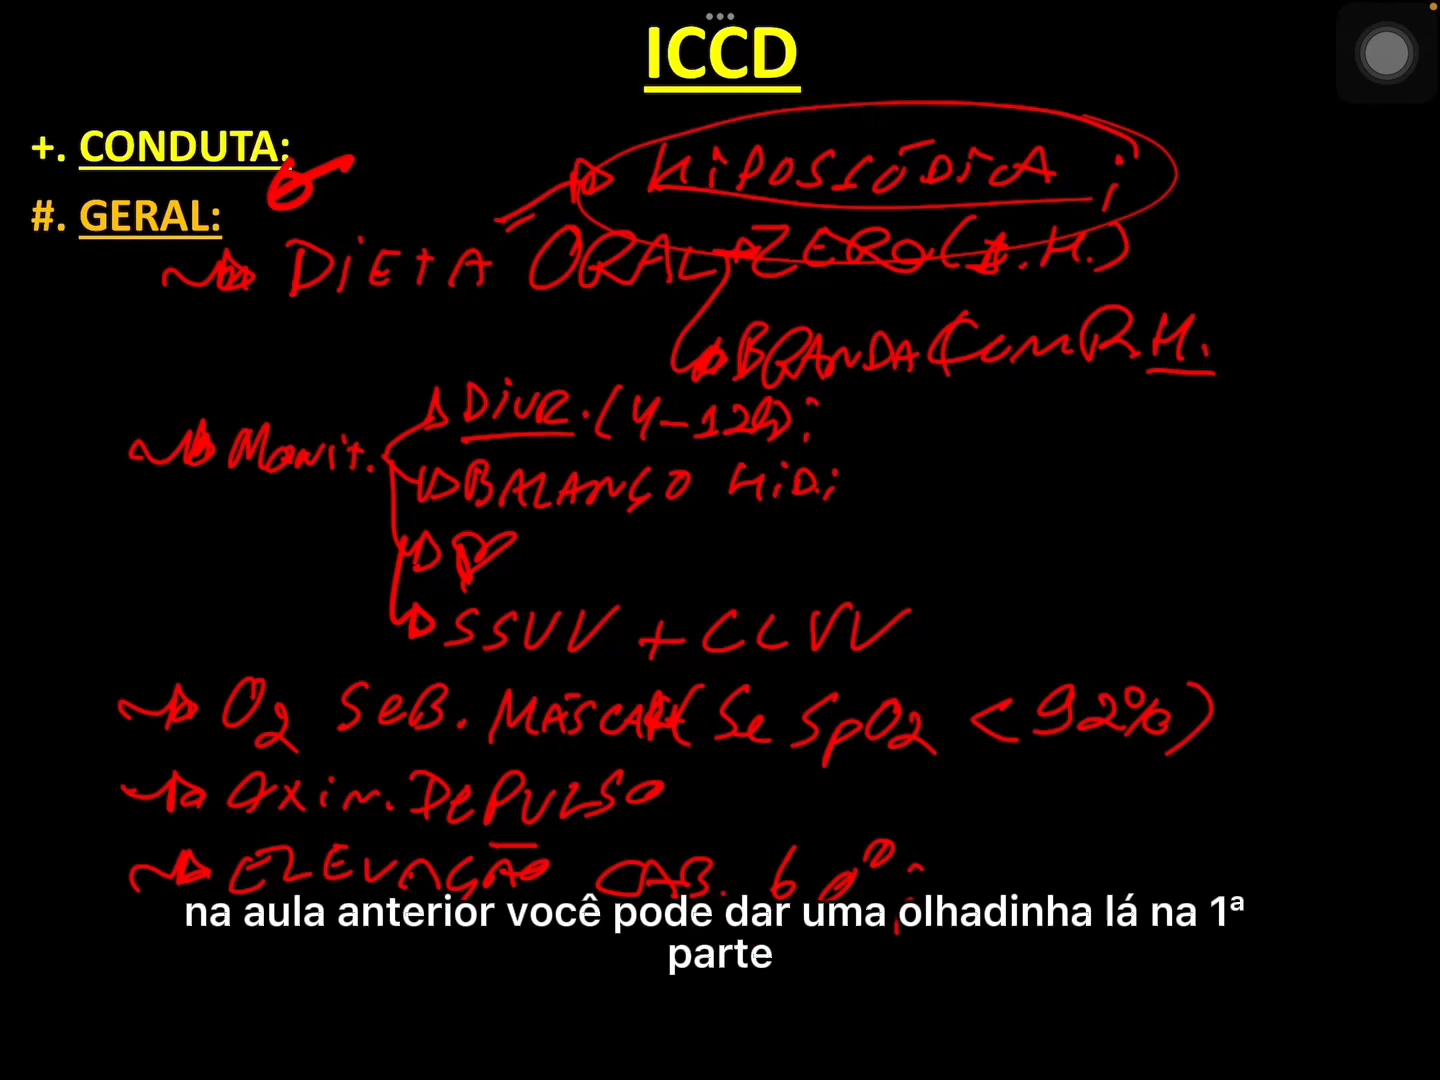 ICCD
+. CONDUTA:
HIPOSSÓDICA;
#. GERAL:
DIETA ORAL ZERO (I.H.)
BRANDA COM R.H.
MONIT.
DIUR. (4-12h);
BALANÇO HID;
SSVV + CCVV
O2 SOB. MÁSCARA (Se SpO2 < 92%)
OXIM. DE PULSO
ELEVAÇÃO CAB. 60°;
na aula anterior você pode dar uma olhadinha lá na 1ª
parte